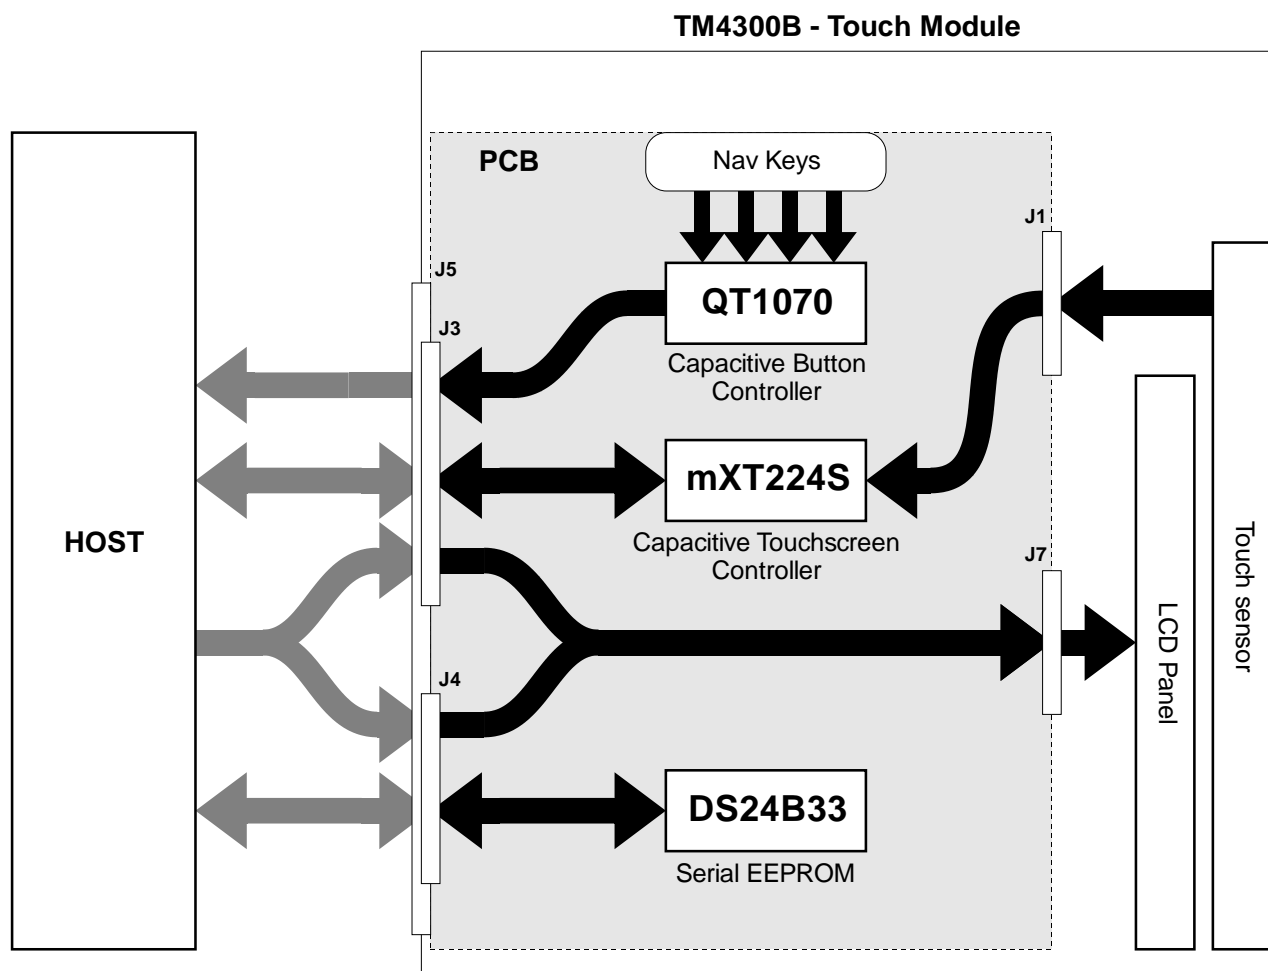 TM4300B - Touch Module
PCB
Nav Keys
J1
J5
QT1070
J3
Capacitive Button
Controller
mXT224S
HOST
Capacitive Touchscreen
Controller
J7
Touch sensor
LCD Panel
J4
DS24B33
Serial EEPROM